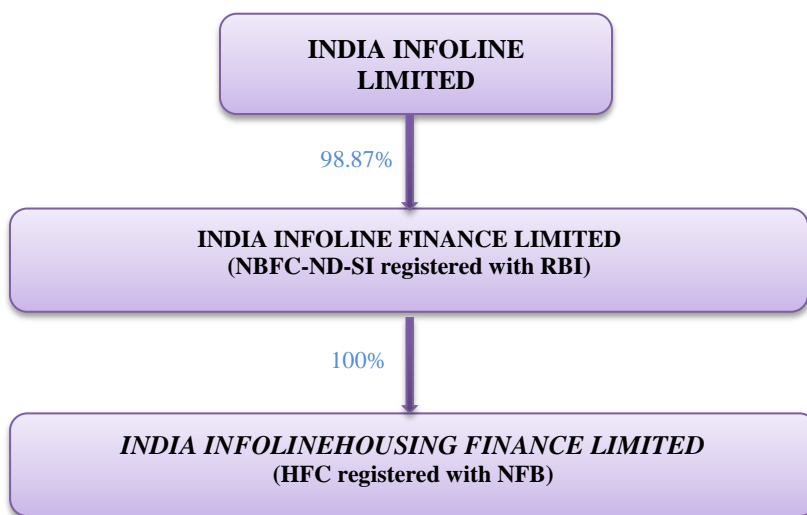 INDIA INFOLINE
LIMITED
98.87%
INDIA INFOLINE FINANCE LIMITED
(NBFC-ND-SI registered with RBI)
100%
INDIA INFOLINEHOUSING FINANCE LIMITED
(HFC registered with NFB)